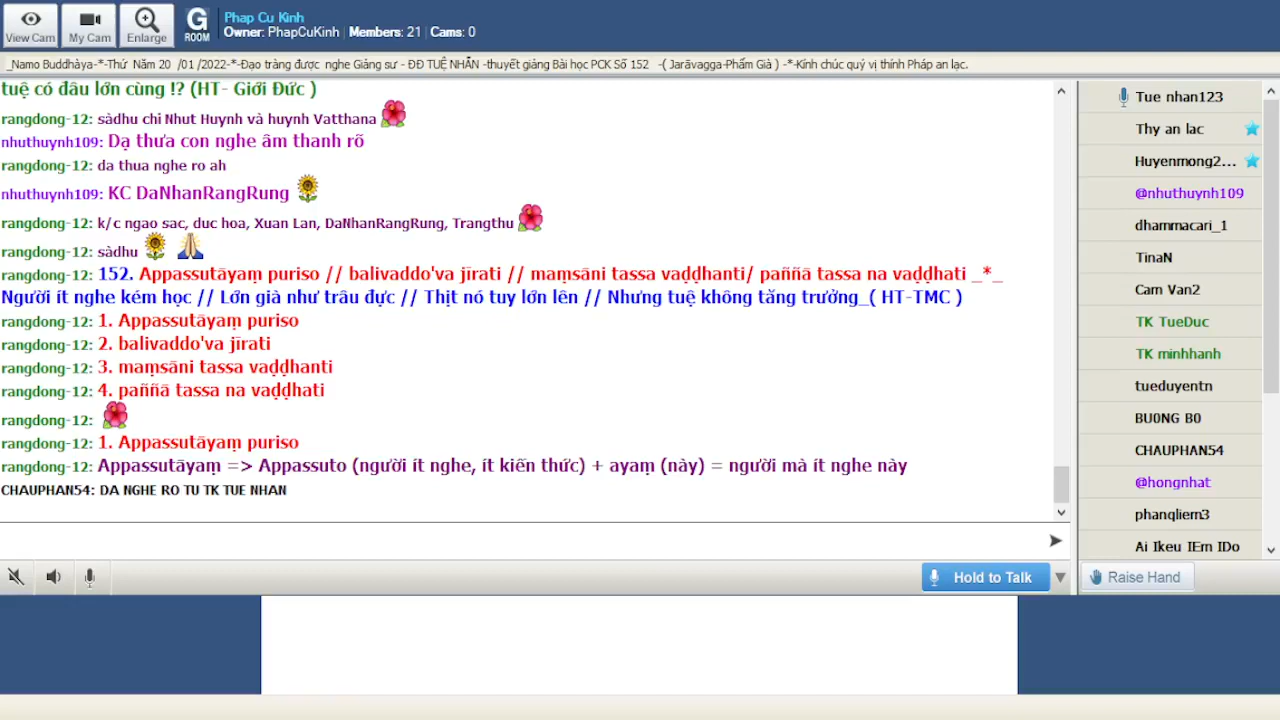 View Cam
My Cam
Enlarge
G
ROOM
Phap Cu Kinh
Owner: PhapCuKinh | Members: 21 | Cams: 0
_Namo Buddhàya-*-Thứ Năm 20 /01 /2022-*-Đạo tràng được nghe Giảng sư - ĐĐ TUỆ NHẪN -thuyết giảng Bài học PCK Số 152 -( Jarāvagga-Phẩm Già ) -*-Kính chúc quý vị thính Pháp an lạc.
tuệ có đâu lớn cùng !? (HT- Giới Đức )
rangdong-12: sàdhu chi Nhut Huynh và huynh Vatthana
nhuthuynh109: Dạ thưa con nghe âm thanh rõ
rangdong-12: da thua nghe ro ah
nhuthuynh109: KC DaNhanRangRung
rangdong-12: k/c ngao sac, duc hoa, Xuan Lan, DaNhanRangRung, Trangthu
rangdong-12: sàdhu
rangdong-12: 152. Appassutāyaṃ puriso // balivaddo'va jīrati // maṃsāni tassa vaḍḍhanti/ paññā tassa na vaḍḍhati _*_
Người ít nghe kém học // Lớn già như trâu đực // Thịt nó tuy lớn lên // Nhưng tuệ không tăng trưởng_( HT-TMC )
rangdong-12: 1. Appassutāyaṃ puriso
rangdong-12: 2. balivaddo'va jīrati
rangdong-12: 3. maṃsāni tassa vaḍḍhanti
rangdong-12: 4. paññā tassa na vaḍḍhati
rangdong-12:
rangdong-12: 1. Appassutāyaṃ puriso
rangdong-12: Appassutāyaṃ => Appassuto (người ít nghe, ít kiến thức) + ayaṃ (này) = người mà ít nghe này
CHAUPHAN54: DA NGHE RO TU TK TUE NHAN
Hold to Talk
Tue nhan123
Thy an lac
Huyenmong2...
@nhuthuynh109
dhammacari_1
TinaN
Cam Van2
TK TueDuc
TK minhhanh
tueduyentn
BU0NG B0
CHAUPHAN54
@hongnhat
phanqliem3
Ai Ikeu IEm IDo
Raise Hand